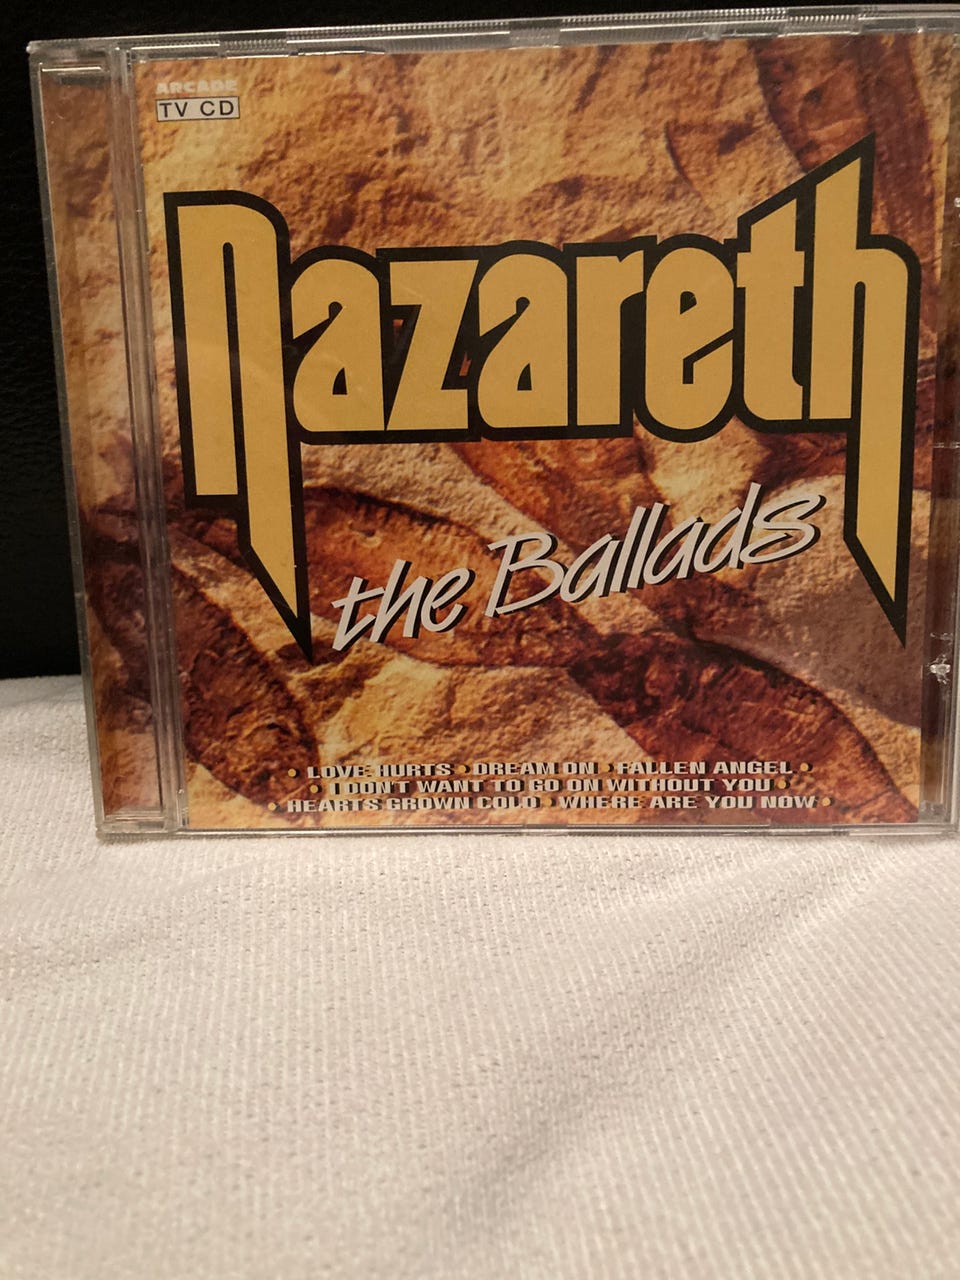 ARCADE
TV CD
nazareth
the Ballads
• LOVE HURTS • DREAM ON • FALLEN ANGEL •
• I DON'T WANT TO GO ON WITHOUT YOU •
• HEARTS GROWN COLD • WHERE ARE YOU NOW •